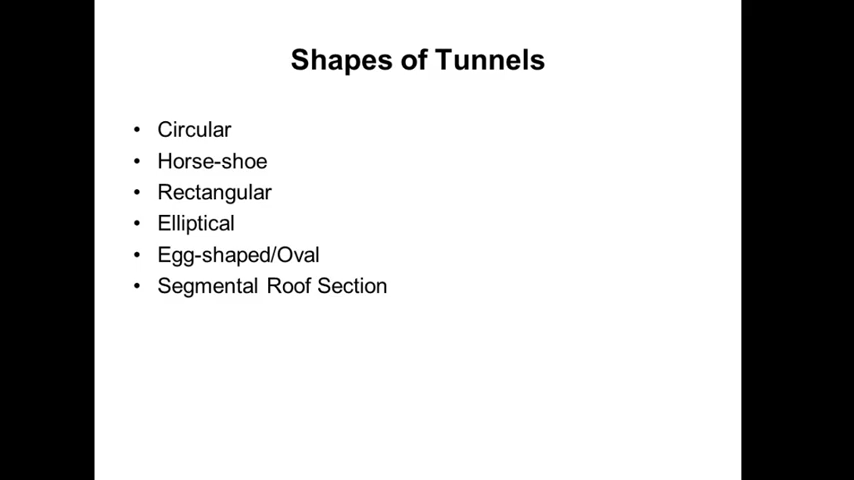 Shapes of Tunnels
• Circular
• Horse-shoe
• Rectangular
• Elliptical
• Egg-shaped/Oval
• Segmental Roof Section